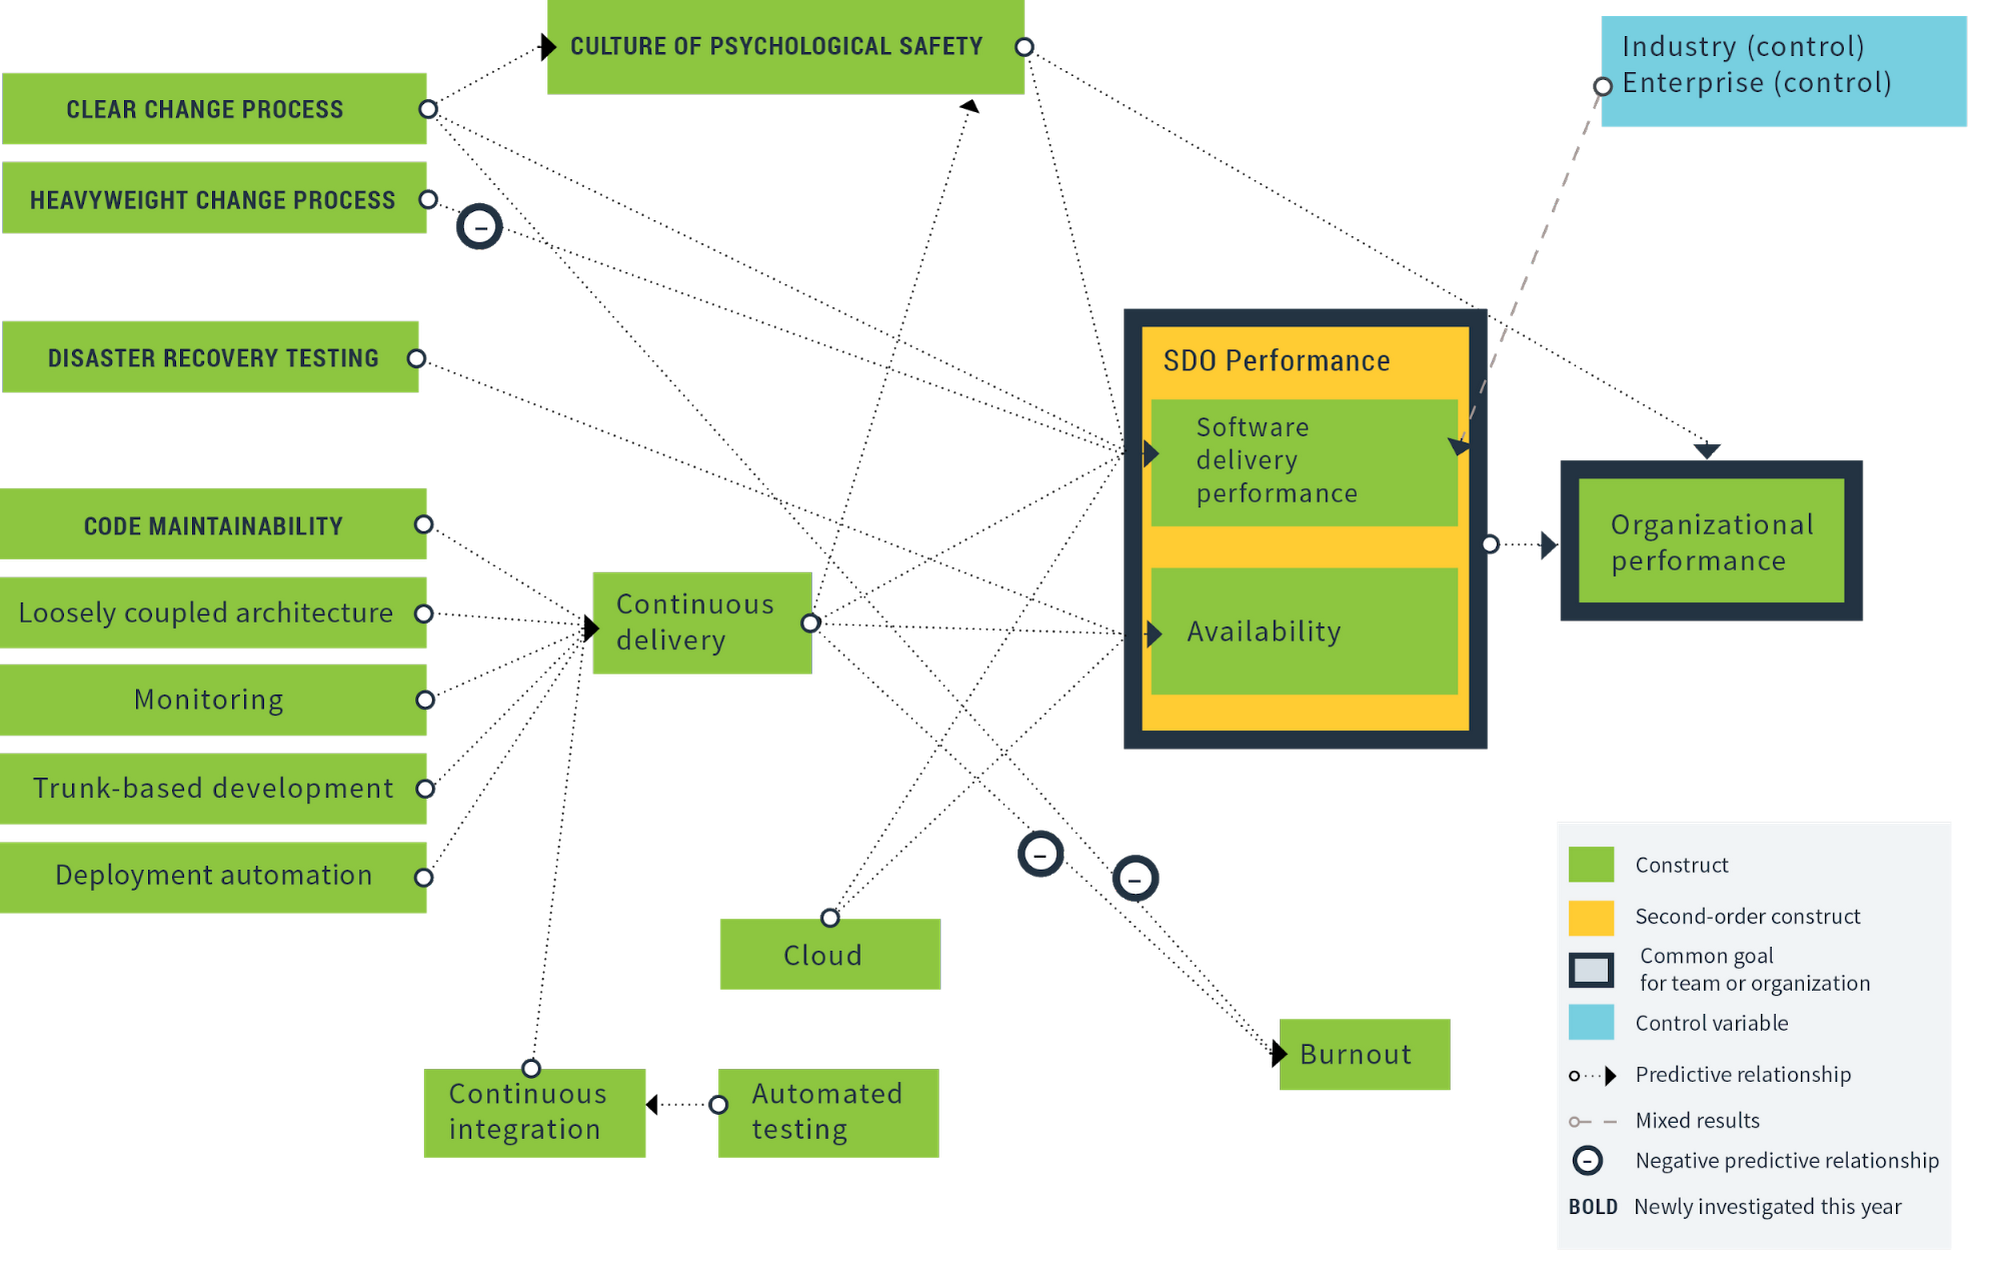 CULTURE OF PSYCHOLOGICAL SAFETY
Industry (control)
Enterprise (control)
CLEAR CHANGE PROCESS
HEAVYWEIGHT CHANGE PROCESS
–
DISASTER RECOVERY TESTING
SDO Performance
Software
delivery
performance
CODE MAINTAINABILITY
Organizational
performance
Loosely coupled architecture
Continuous
delivery
Availability
Monitoring
Trunk-based development
Deployment automation
–
–
Cloud
Burnout
Continuous
integration
Automated
testing
Construct
Second-order construct
Common goal
for team or organization
Control variable
Predictive relationship
Mixed results
– Negative predictive relationship
BOLD Newly investigated this year